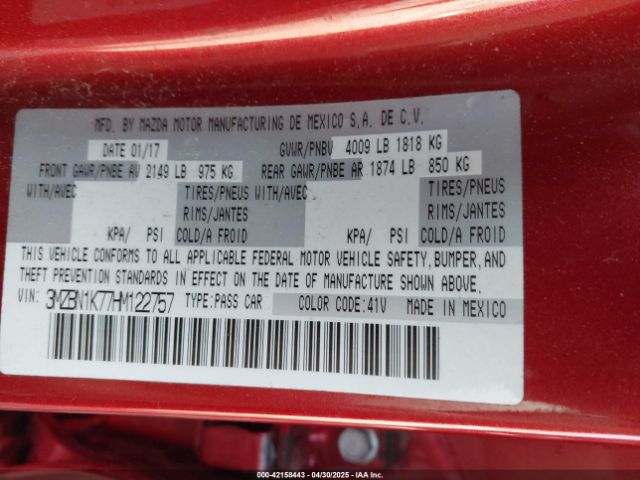 MFD. BY MAZDA MOTOR MANUFACTURING DE MEXICO S.A. DE C.V.
DATE 01/17 GVWR/PNBV 4009 LB 1818 KG
FRONT GAWR/PNBE AV 2149 LB 975 KG REAR GAWR/PNBE AR 1874 LB 850 KG
WITH/AVEC TIRES/PNEUS WITH/AVEC TIRES/PNEUS
RIMS/JANTES RIMS/JANTES
KPA/ PSI COLD/A FROID KPA/ PSI COLD/A FROID
THIS VEHICLE CONFORMS TO ALL APPLICABLE FEDERAL MOTOR VEHICLE SAFETY, BUMPER, AND
THEFT PREVENTION STANDARDS IN EFFECT ON THE DATE OF MANUFACTURE SHOWN ABOVE.
VIN: 3MZBN1K77HM122757 TYPE:PASS CAR COLOR CODE:41V MADE IN MEXICO
000-42158443 - 04/30/2025 - IAA Inc.